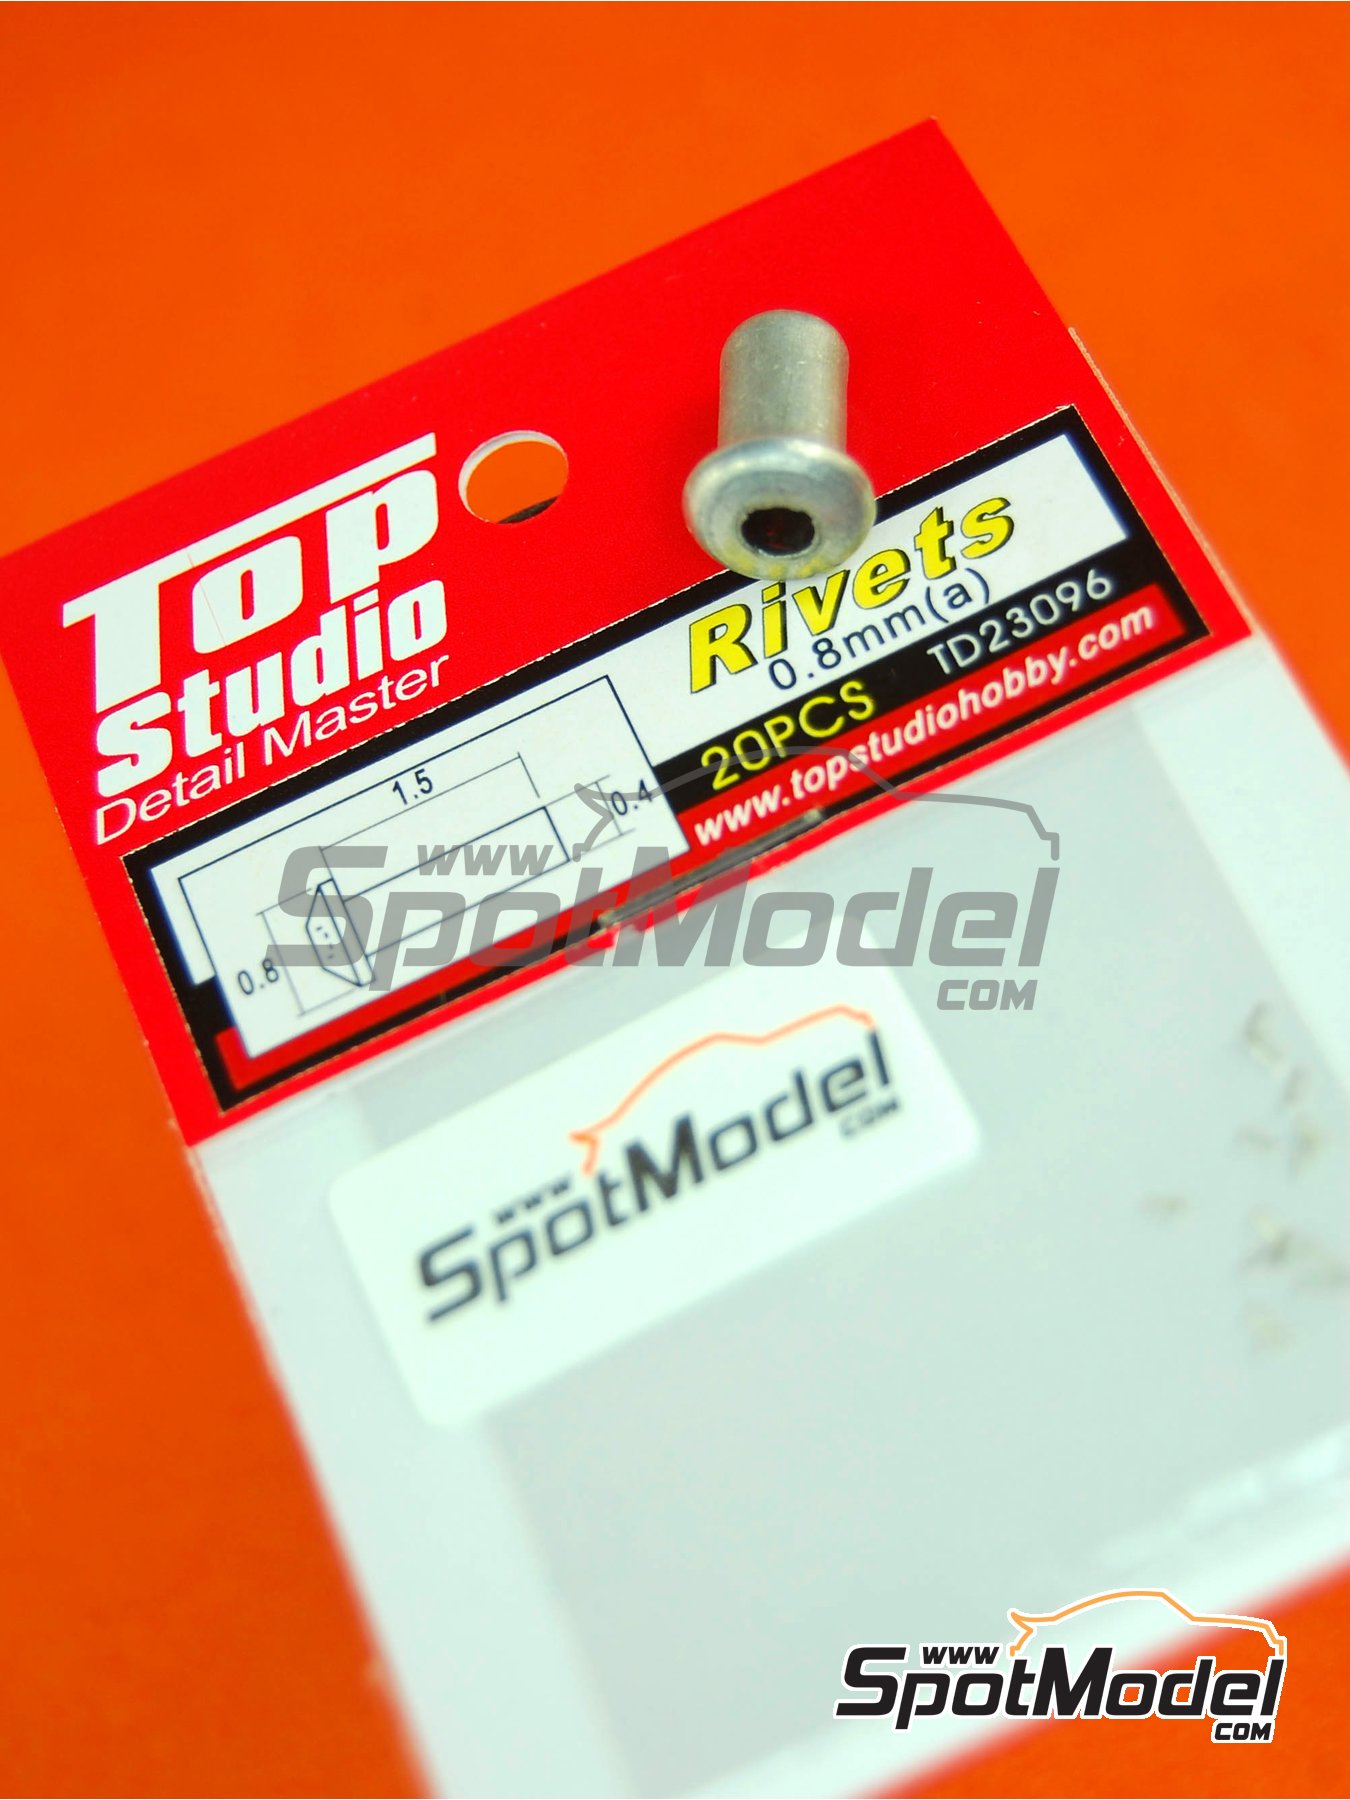 Top
studio
Detail Master
Rivets
0.8mm(a)
20PCS TD23096
www.topstudiohobby.com
1.5
0.4
0.8
www
SpotModel
COM
www
SpotModel
COM
www
SpotModel
COM